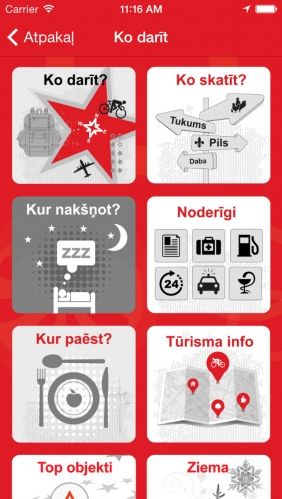 Carrier 11:16 AM
Atpakaļ Ko darīt
Ko darīt?
Ko skatīt?
Tukums
Pils
Daba
Kur nakšņot?
zzz
Noderīgi
24
Kur paēst?
Tūrisma info
Top objekti
Ziema